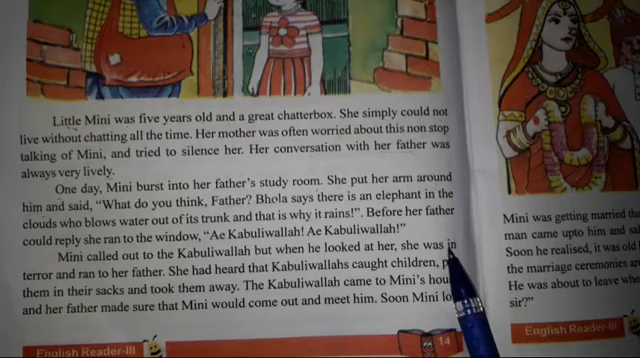 Little Mini was five years old and a great chatterbox. She simply could not
live without chatting all the time. Her mother was often worried about this non stop
talking of Mini, and tried to silence her. Her conversation with her father was
always very lively.
One day, Mini burst into her father's study room. She put her arm around
him and said, “What do you think, Father? Bhola says there is an elephant in the
clouds who blows water out of its trunk and that is why it rains!”. Before her father
could reply she ran to the window, “Ae Kabuliwallah! Ae Kabuliwallah!”
Mini called out to the Kabuliwallah but when he looked at her, she was in
terror and ran to her father. She had heard that Kabuliwallahs caught children,
them in their sacks and took them away. The Kabuliwallah came to Mini's
and her father made sure that Mini would come out and meet him. Soon Mini
English Reader-III
14
Mini was getting married
man came upto him and
Soon he realised, it was old
the marriage ceremonies
He was about to leave
sir?”
English Reader-III